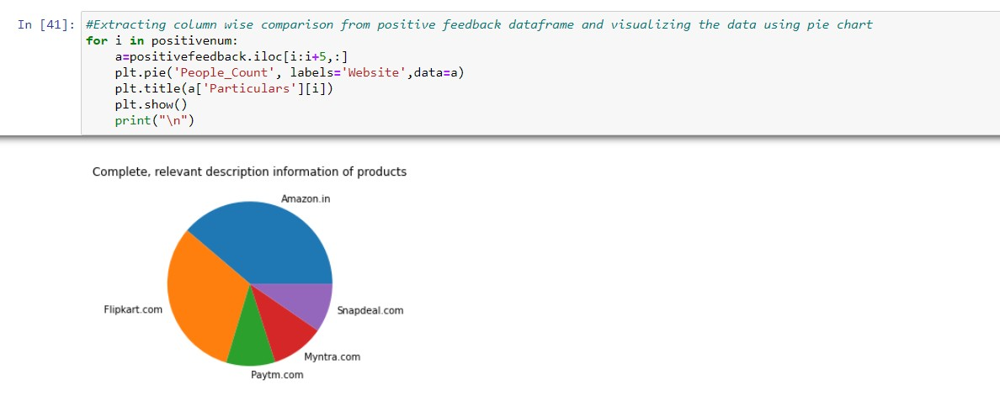 In [41]: #Extracting column wise comparison from positive feedback dataframe and visualizing the data using pie chart
for i in positivenum:
    a=positivefeedback.iloc[i:i+5,:]
    plt.pie('People_Count', labels='Website',data=a)
    plt.title(a['Particulars'][i])
    plt.show()
    print("\n")
Complete, relevant description information of products
Amazon.in
Flipkart.com
Snapdeal.com
Myntra.com
Paytm.com